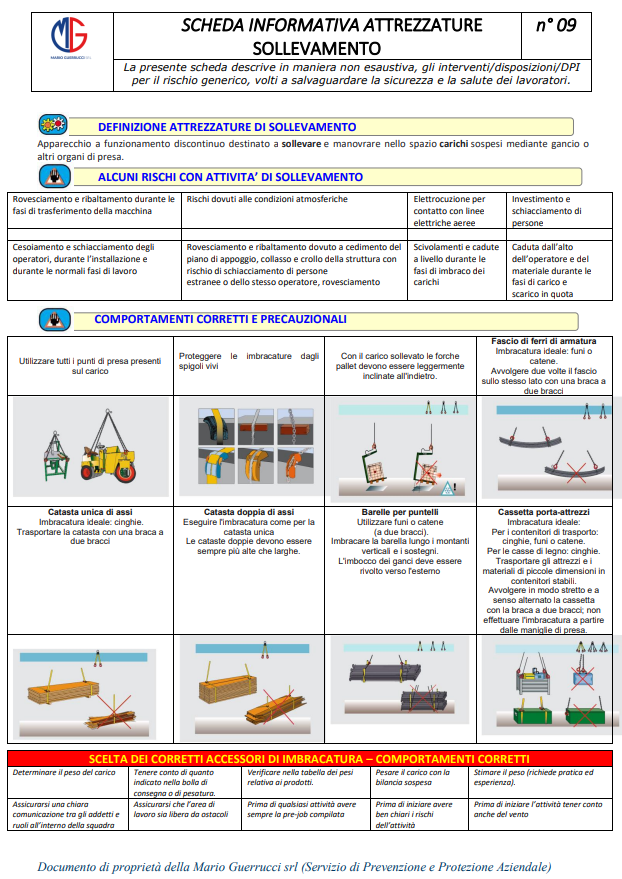 MG
MARIO GUERRUCCI SRL
SCHEDA INFORMATIVA ATTREZZATURE
SOLLEVAMENTO
n° 09
La presente scheda descrive in maniera non esaustiva, gli interventi/disposizioni/DPI
per il rischio generico, volti a salvaguardare la sicurezza e la salute dei lavoratori.
DEFINIZIONE ATTREZZATURE DI SOLLEVAMENTO
Apparecchio a funzionamento discontinuo destinato a sollevare e manovrare nello spazio carichi sospesi mediante gancio o
altri organi di presa.
ALCUNI RISCHI CON ATTIVITA' DI SOLLEVAMENTO
Rovesciamento e ribaltamento durante le
fasi di trasferimento della macchina
Rischi dovuti alle condizioni atmosferiche
Elettrocuzione per
contatto con linee
elettriche aeree
Investimento e
schiacciamento di
persone
Cesoiamento e schiacciamento degli
operatori, durante l'installazione e
durante le normali fasi di lavoro
Rovesciamento e ribaltamento dovuto a cedimento del
piano di appoggio, collasso e crollo della struttura con
rischio di schiacciamento di persone
estranee o dello stesso operatore, rovesciamento
Scivolamenti e cadute
a livello durante le
fasi di imbraco dei
carichi
Caduta dall'alto
dell'operatore e del
materiale durante le
fasi di carico e
scarico in quota
COMPORTAMENTI CORRETTI E PRECAUZIONALI
Utilizzare tutti i punti di presa presenti
sul carico
Proteggere le imbracature dagli
spigoli vivi
Con il carico sollevato le forche
pallet devono essere leggermente
inclinate all'indietro.
Fascio di ferri di armatura
Imbracatura ideale: funi o
catene.
Avvolgere due volte il fascio
sullo stesso lato con una braca a
due bracci
Catasta unica di assi
Imbracatura ideale: cinghie.
Trasportare la catasta con una braca a
due bracci
Catasta doppia di assi
Eseguire l'imbracatura come per la
catasta unica
Le cataste doppie devono essere
sempre più alte che larghe.
Barelle per puntelli
Utilizzare funi o catene
(a due bracci).
Imbracare la barella lungo i montanti
verticali e i sostegni.
L'imbocco dei ganci deve essere
rivolto verso l'esterno
Cassetta porta-attrezzi
Imbracatura ideale:
Per i contenitori di trasporto:
cinghie, funi o catene.
Per le casse di legno: cinghie.
Trasportare gli attrezzi e i
materiali di piccole dimensioni in
contenitori stabili.
Avvolgere in modo stretto e a
senso alternato la cassetta
con la braca a due bracci; non
effettuare l'imbracatura a partire
dalle maniglie di presa.
SCELTA DEI CORRETTI ACCESSORI DI IMBRACATURA – COMPORTAMENTI CORRETTI
Determinare il peso del carico
Tenere conto di quanto
indicato nella bolla di
consegna o di pesatura.
Verificare nella tabella dei pesi
relativa ai prodotti.
Pesare il carico con la
bilancia sospesa
Stimare il peso (richiede pratica ed
esperienza).
Assicurarsi una chiara
comunicazione tra gli addetti e
ruoli all'interno della squadra
Assicurarsi che l'area di
lavoro sia libera da ostacoli
Prima di qualsiasi attività avere
sempre la pre-job compilata
Prima di iniziare avere
ben chiari i rischi
dell'attività
Prima di iniziare l'attività tener conto
anche del vento
Documento di proprietà della Mario Guerrucci srl (Servizio di Prevenzione e Protezione Aziendale)